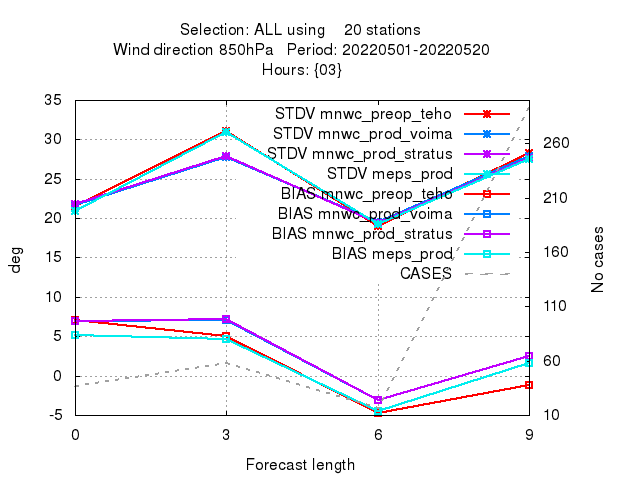 Selection: ALL using 20 stations
Wind direction 850hPa Period: 20220501-20220520
Hours: {03}
35
30
25
20
15
10
5
0
-5
deg
STDV mnwc_preop_teho
STDV mnwc_prod_voima
STDV mnwc_prod_stratus
STDV meps_prod
BIAS mnwc_preop_teho
BIAS mnwc_prod_voima
BIAS mnwc_prod_stratus
BIAS meps_prod
CASES
260
210
160
110
60
10
No cases
0 3 6 9
Forecast length